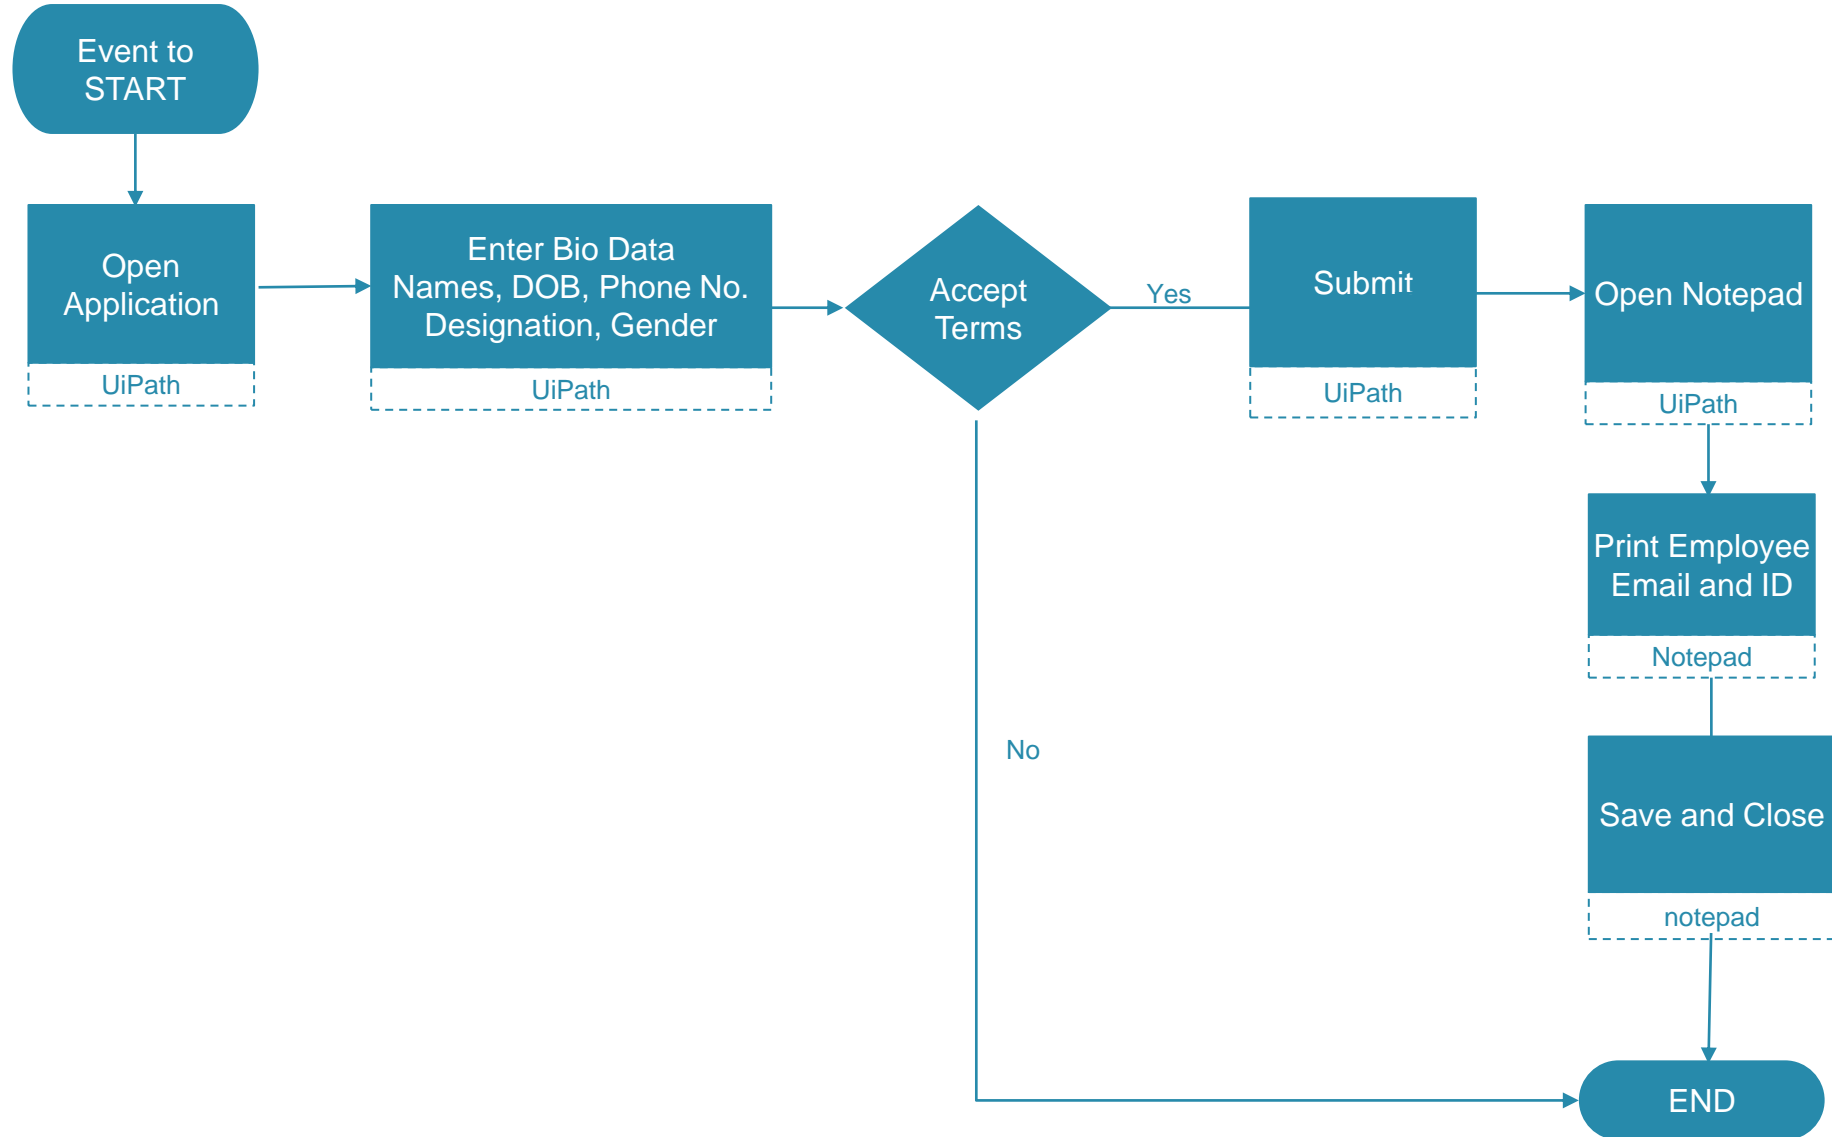 Event to
START
Open
Application
UiPath
Enter Bio Data
Names, DOB, Phone No.
Designation, Gender
UiPath
Accept
Terms
Yes
Submit
UiPath
Open Notepad
UiPath
Print Employee
Email and ID
Notepad
No
Save and Close
notepad
END